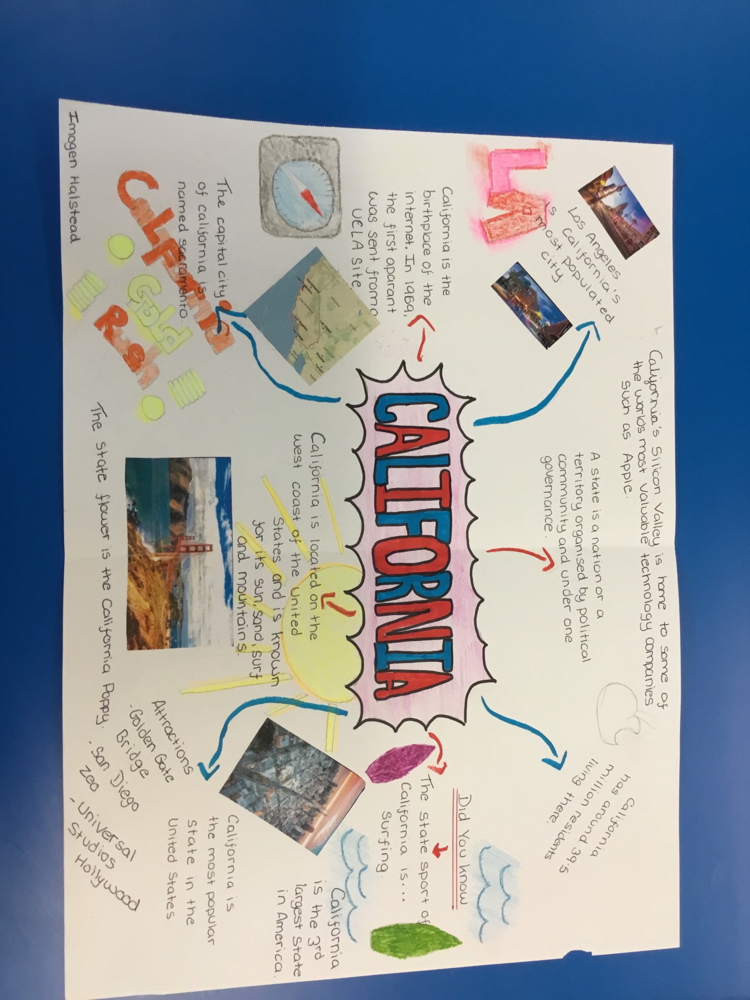 California's Silicon Valley is home to some of
the worlds most valuable technology companies
such as Apple.
LA
Los Angeles
is California's
most populated
city
A state is a nation or a
territory organised by political
community and under one
governance.
California
has around 39.5
million residents
living there.
California is the
birthplace of the
internet. In 1969,
the first aparant
was sent from a
UCLA site
CALIFORNIA
Did You know
The state sport of
California is...
Surfing.
California is located on the
west coast of the united
States and is known
for its sun, sand, surf
and mountains.
California
is the 3rd
largest state
in America.
The capital city
of california is
named sacramento.
California
Gold
Rush
California is
the most popular
state in the
United States.
Attractions
- Golden Gate
Bridge
- San Diego
Zoo
- Universal
Studios
Hollywood
The state flower is the California Poppy.
Imogen Halstead